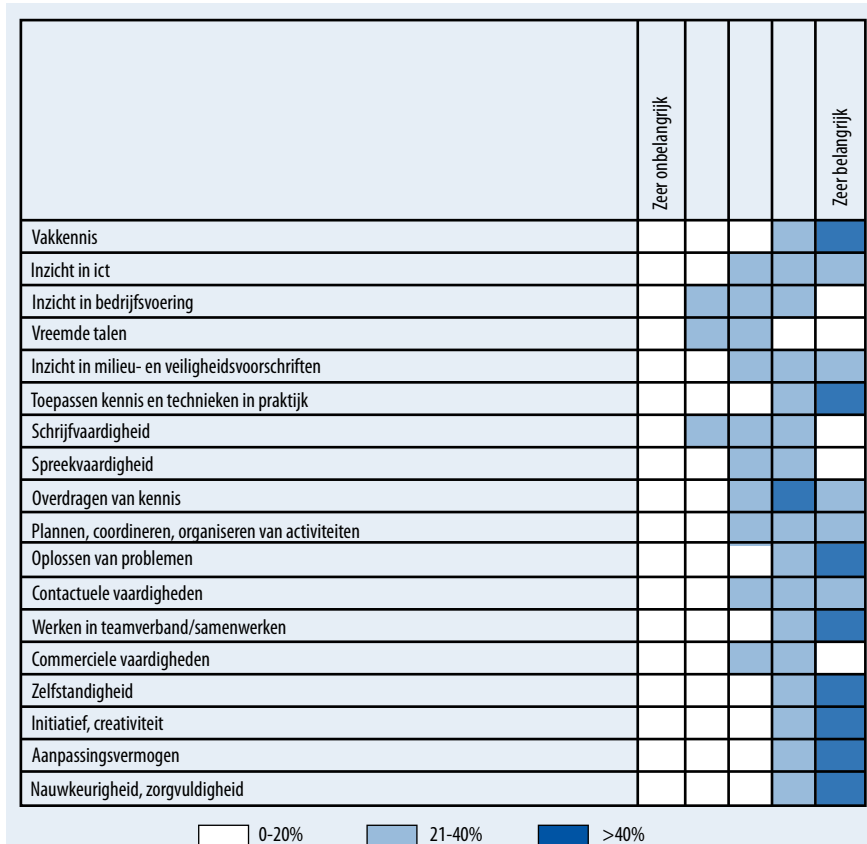 Zeer onbelangrijk
Zeer belangrijk
Vakkennis
Inzicht in ict
Inzicht in bedrijfsvoering
Vreemde talen
Inzicht in milieu- en veiligheidsvoorschriften
Toepassen kennis en technieken in praktijk
Schrijfvaardigheid
Spreekvaardigheid
Overdragen van kennis
Plannen, coordineren, organiseren van activiteiten
Oplossen van problemen
Contactuele vaardigheden
Werken in teamverband/samenwerken
Commerciele vaardigheden
Zelfstandigheid
Initiatief, creativiteit
Aanpassingsvermogen
Nauwkeurigheid, zorgvuldigheid
0-20% 21-40% >40%